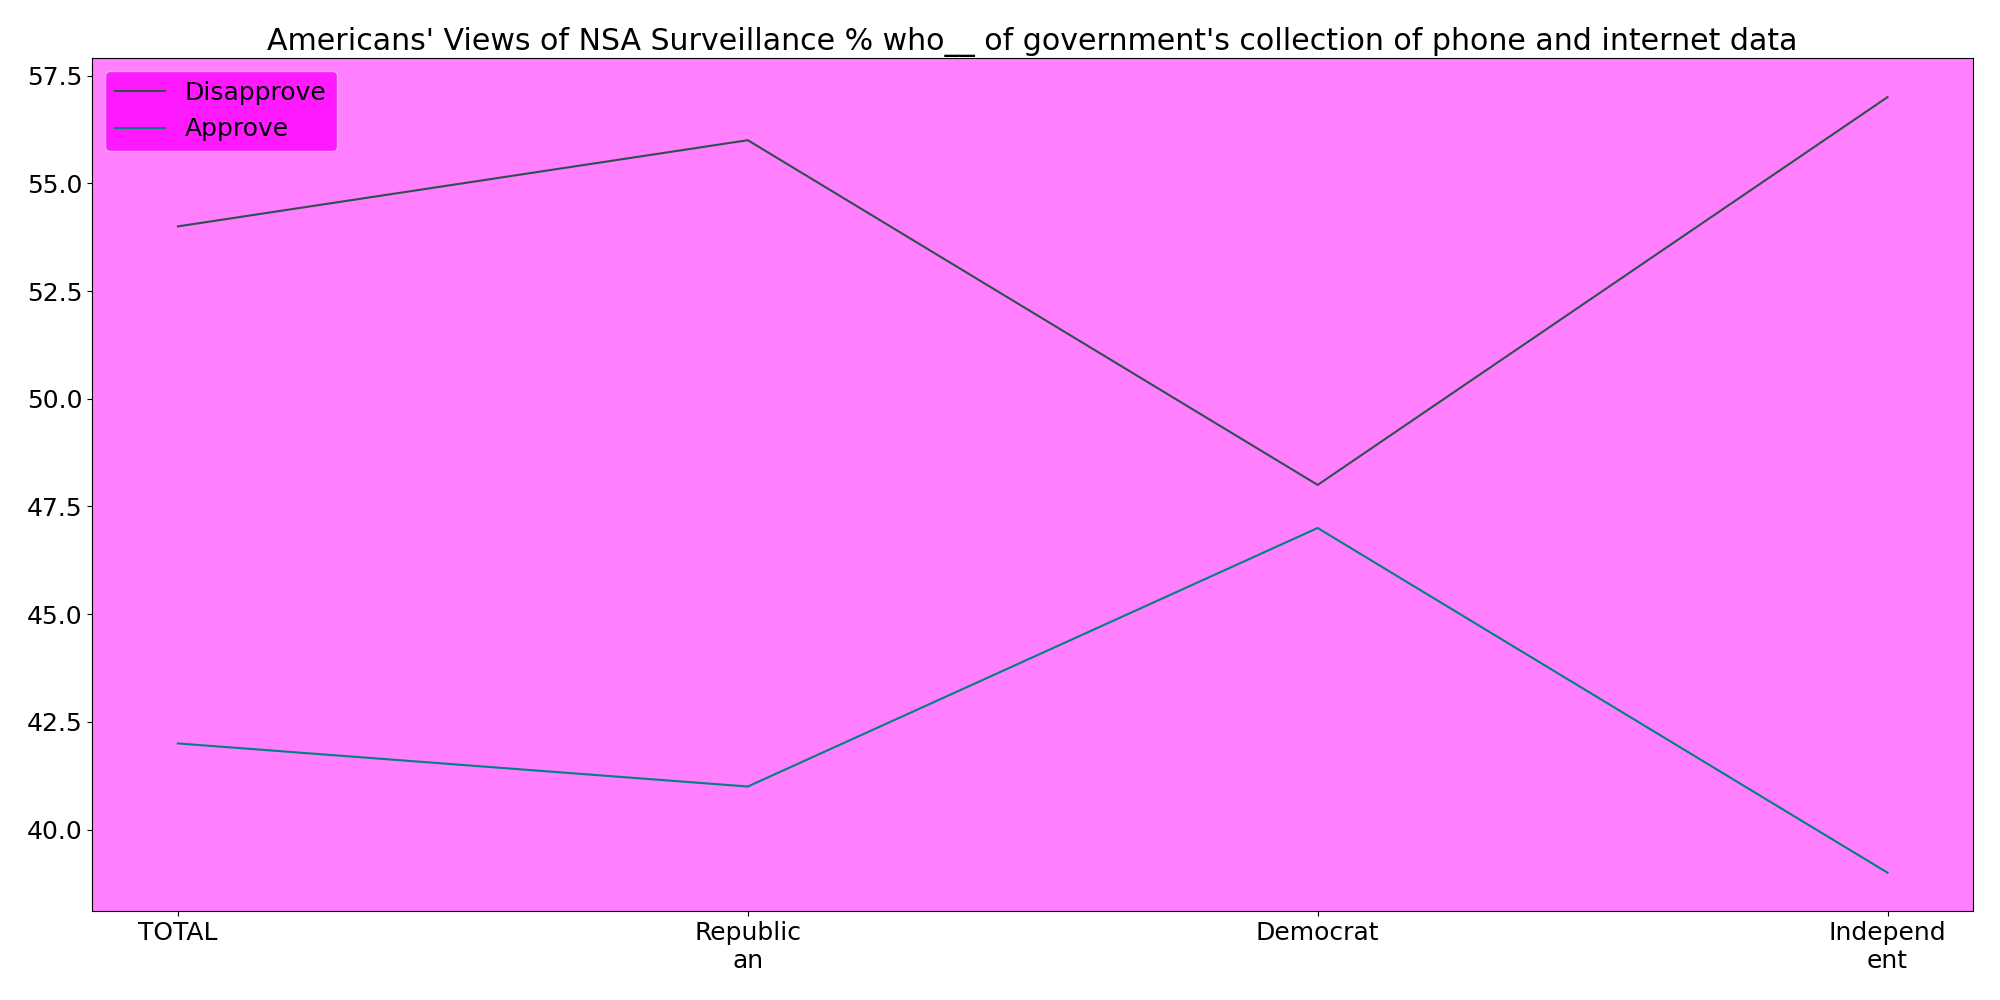 Americans' Views of NSA Surveillance % who__ of government's collection of phone and internet data
57.5
55.0
52.5
50.0
47.5
45.0
42.5
40.0
Disapprove
Approve
TOTAL
Republic
an
Democrat
Independ
ent